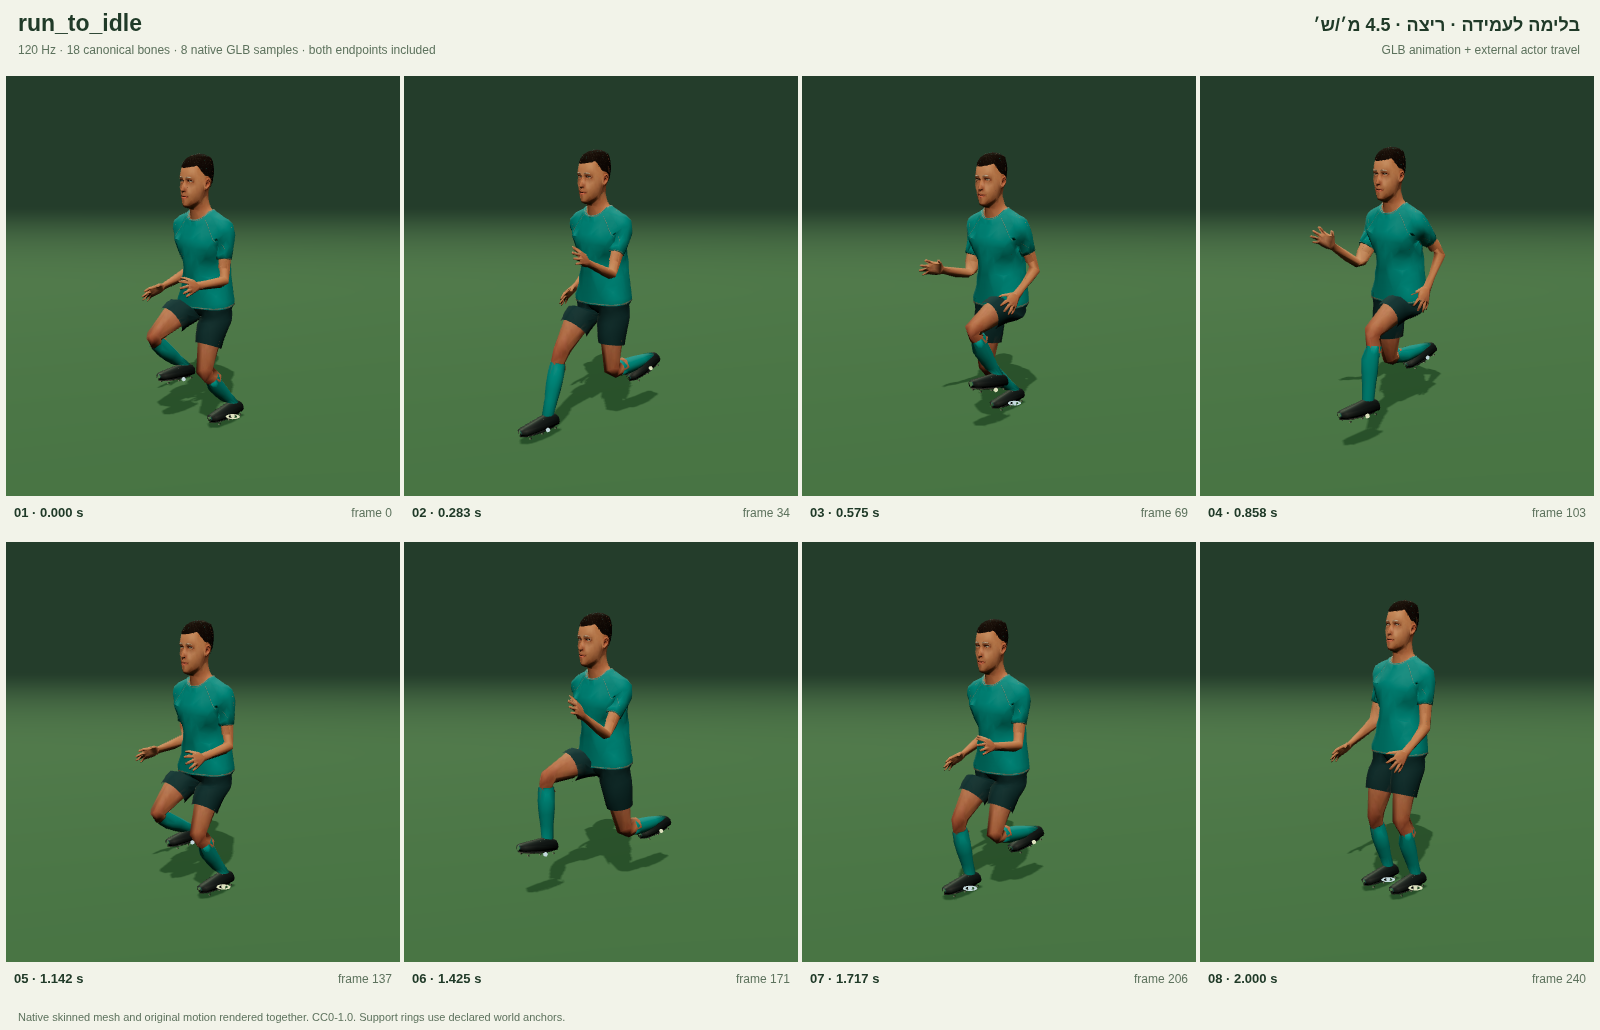 run_to_idle
בלימה לעמידה · ריצה · 4.5 מ׳/ש׳
120 Hz · 18 canonical bones · 8 native GLB samples · both endpoints included
GLB animation + external actor travel
01 · 0.000 s
frame 0
02 · 0.283 s
frame 34
03 · 0.575 s
frame 69
04 · 0.858 s
frame 103
05 · 1.142 s
frame 137
06 · 1.425 s
frame 171
07 · 1.717 s
frame 206
08 · 2.000 s
frame 240
Native skinned mesh and original motion rendered together. CC0-1.0. Support rings use declared world anchors.